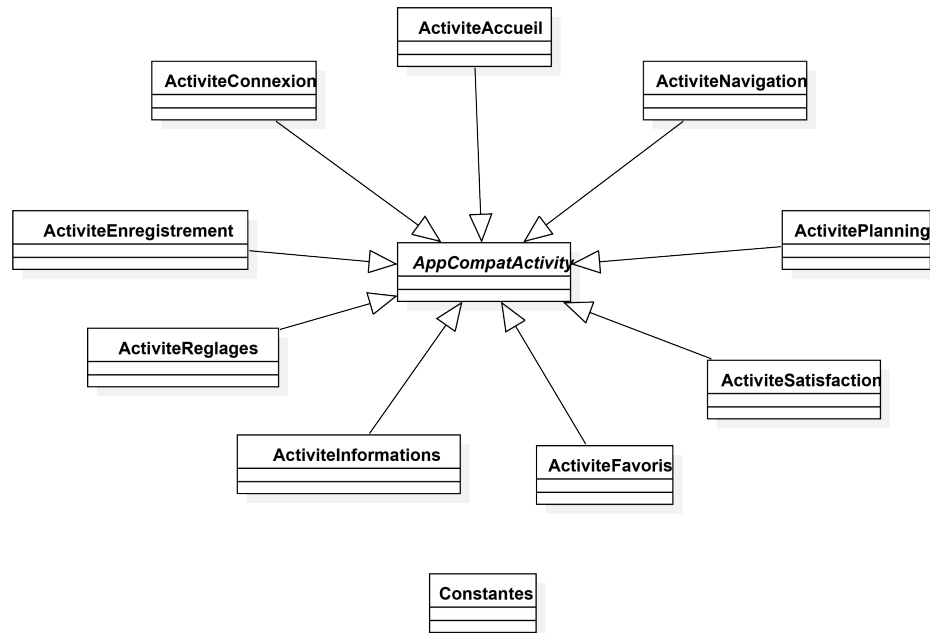 ActiviteAccueil
ActiviteConnexion
ActiviteNavigation
ActiviteEnregistrement
ActivitePlanning
AppCompatActivity
ActiviteReglages
ActiviteSatisfaction
ActiviteInformations
ActiviteFavoris
Constantes